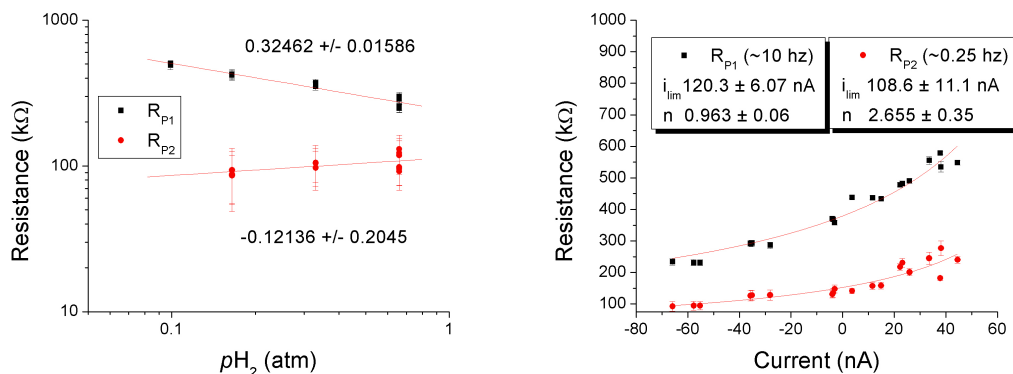 1000
100
10
0.1
1
Resistance (kΩ)
pH₂ (atm)
0.32462 +/- 0.01586
R_P1
R_P2
-0.12136 +/- 0.2045
1000
900
800
700
600
500
400
300
200
100
-80 -60 -40 -20 0 20 40 60
Resistance (kΩ)
Current (nA)
R_P1 (~10 hz)
i_lim 120.3 ± 6.07 nA
n 0.963 ± 0.06
R_P2 (~0.25 hz)
i_lim 108.6 ± 11.1 nA
n 2.655 ± 0.35